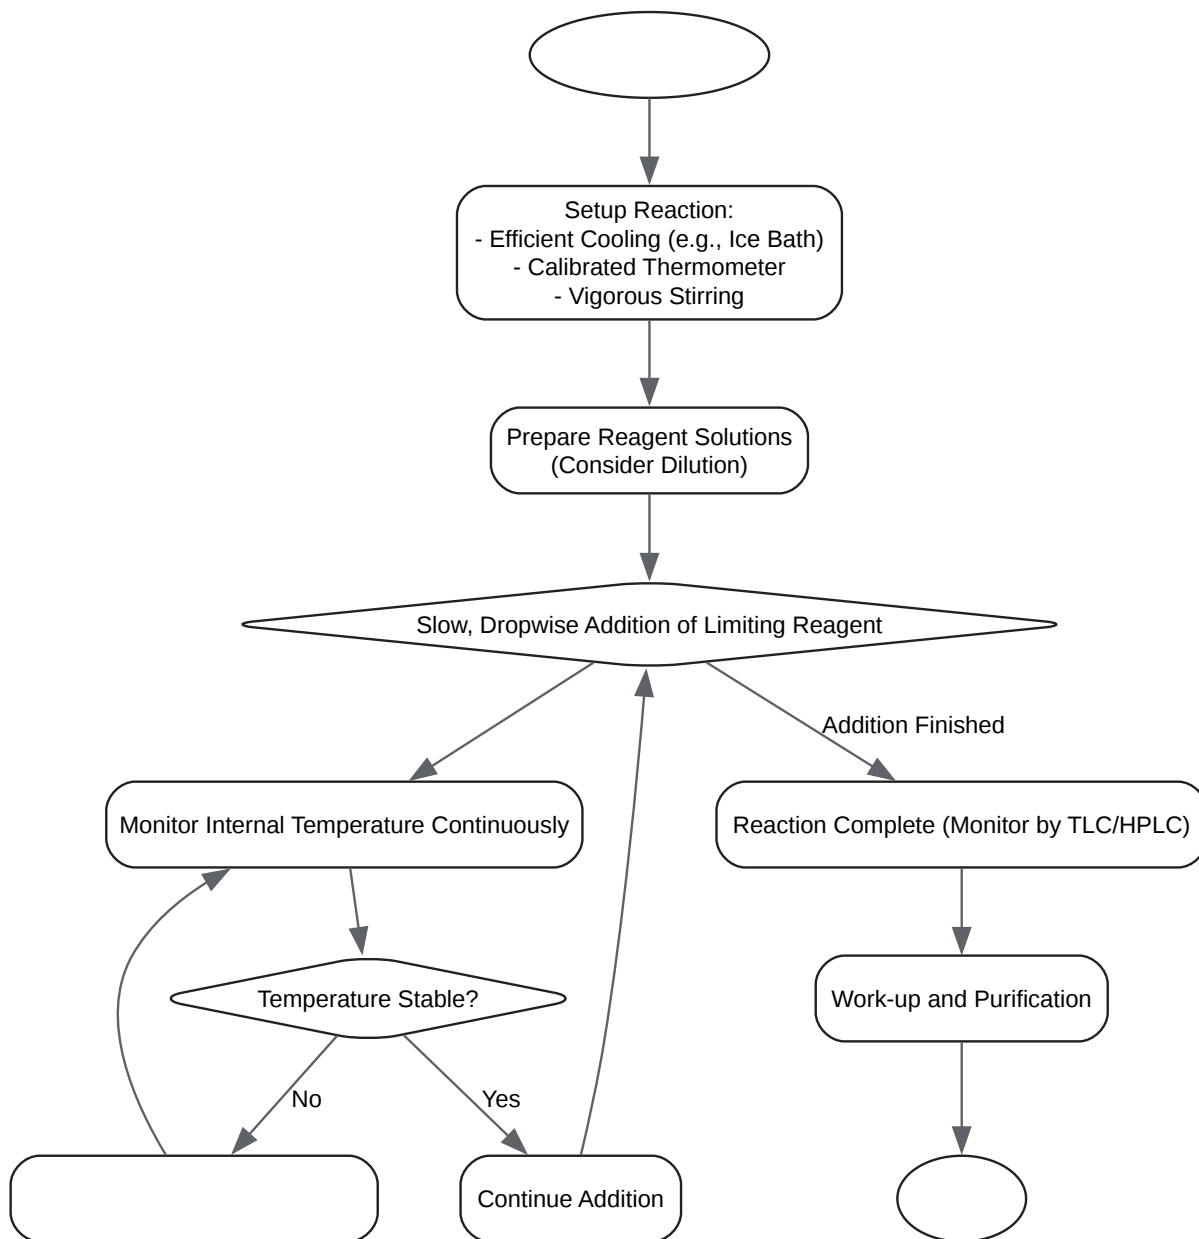 Setup Reaction:
- Efficient Cooling (e.g., Ice Bath)
- Calibrated Thermometer
- Vigorous Stirring
Prepare Reagent Solutions
(Consider Dilution)
Slow, Dropwise Addition of Limiting Reagent
Addition Finished
Monitor Internal Temperature Continuously
Reaction Complete (Monitor by TLC/HPLC)
Temperature Stable?
Work-up and Purification
No
Yes
Continue Addition